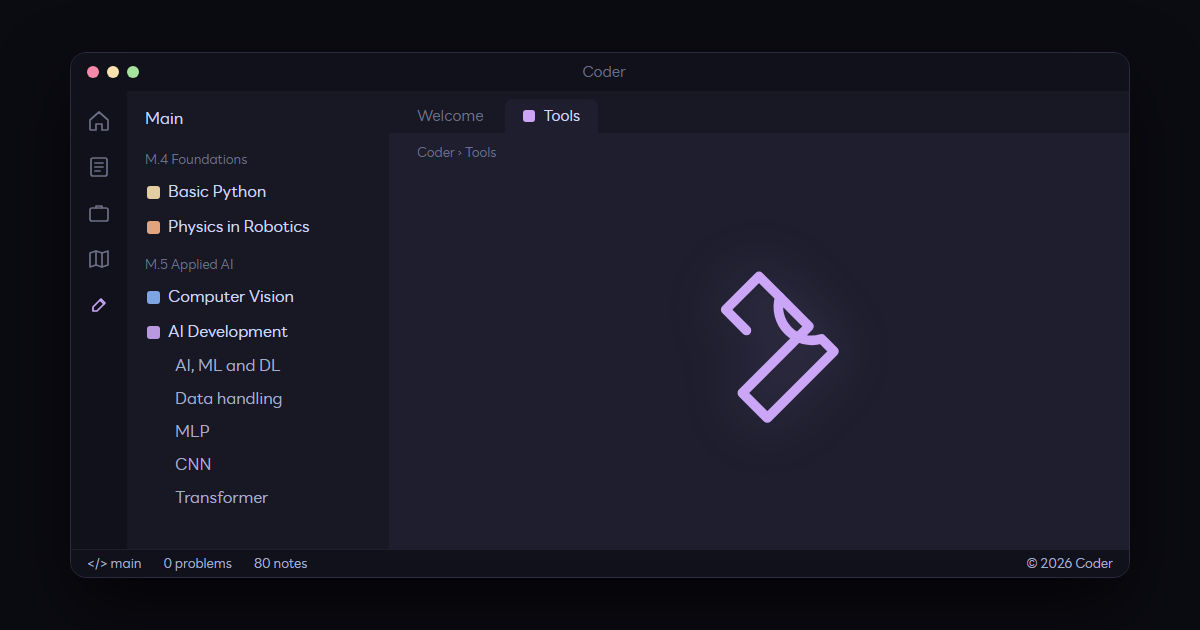 Coder
Main
M.4 Foundations
Basic Python
Physics in Robotics
M.5 Applied AI
Computer Vision
AI Development
AI, ML and DL
Data handling
MLP
CNN
Transformer
Welcome
Tools
Coder › Tools
</> main
0 problems
80 notes
© 2026 Coder